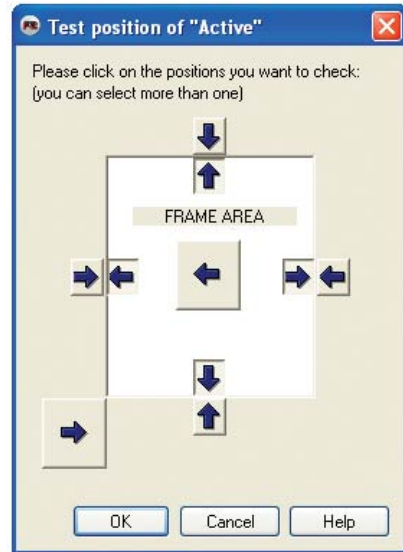 Test position of "Active"
Please click on the positions you want to check:
(you can select more than one)
FRAME AREA
OK
Cancel
Help